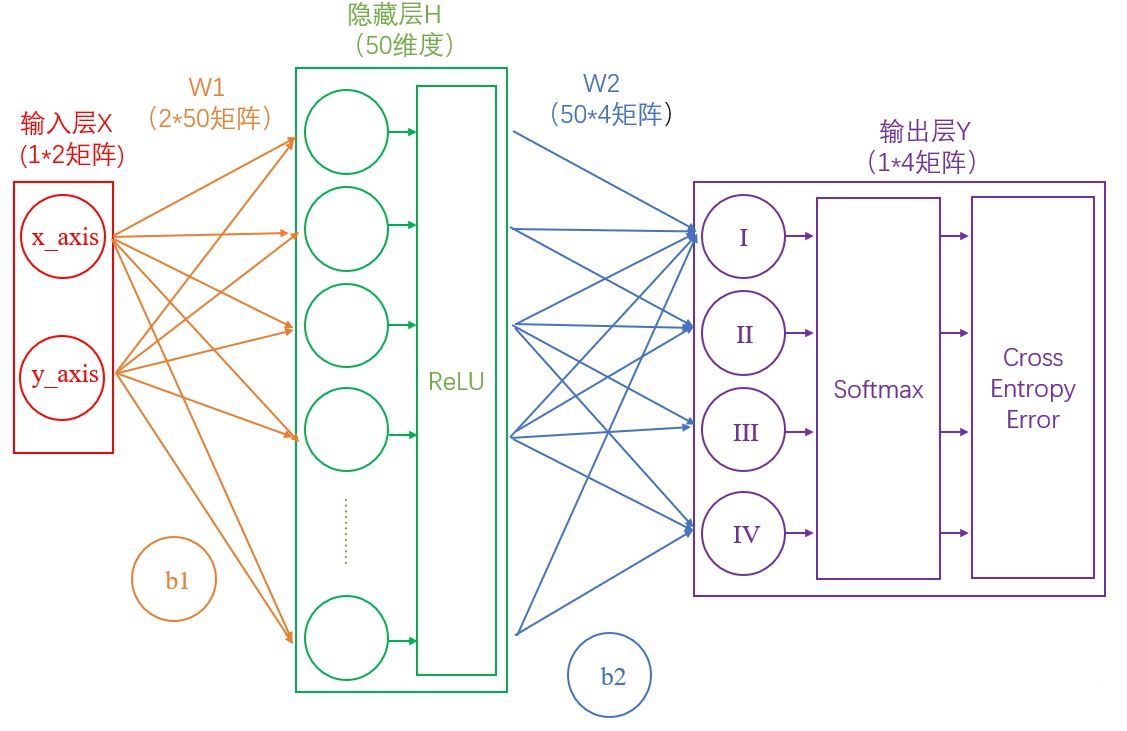 隐藏层H
（50维度）
W1
（2*50矩阵）
W2
（50*4矩阵）
输入层X
(1*2矩阵)
输出层Y
（1*4矩阵）
x_axis
y_axis
b1
ReLU
b2
I
II
III
IV
Softmax
Cross
Entropy
Error